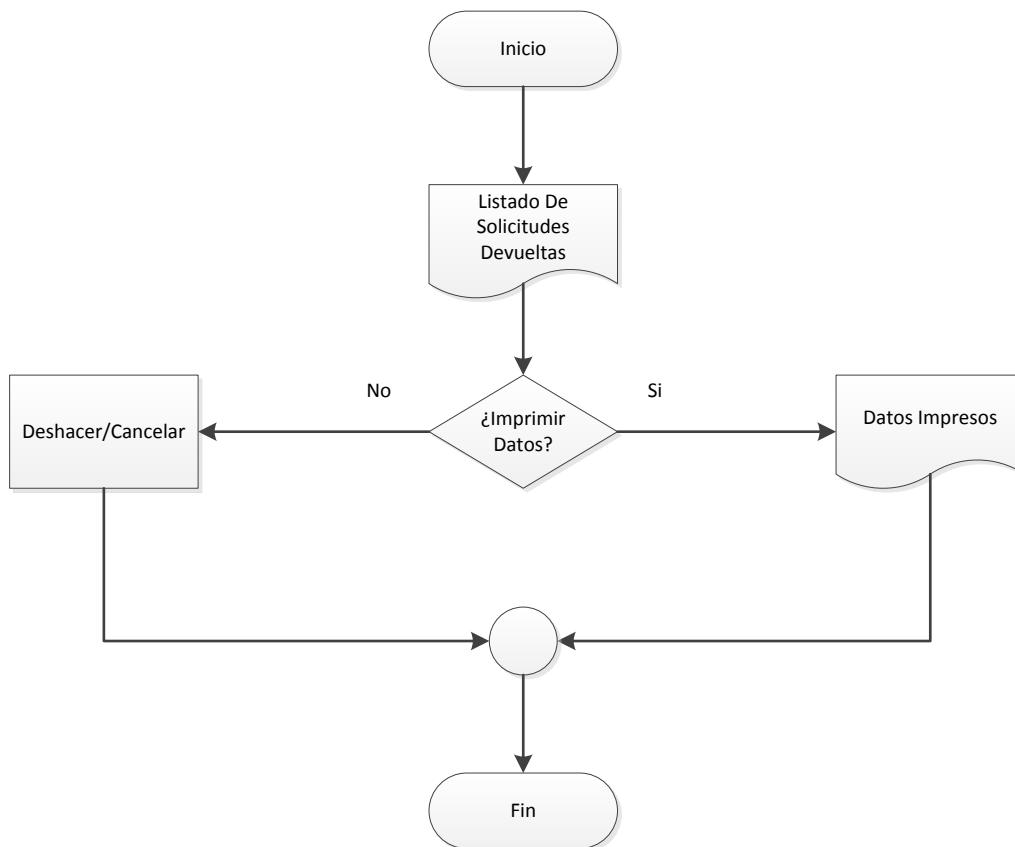 Inicio
Listado De
Solicitudes
Devueltas
No
Si
Deshacer/Cancelar
¿Imprimir
Datos?
Datos Impresos
Fin